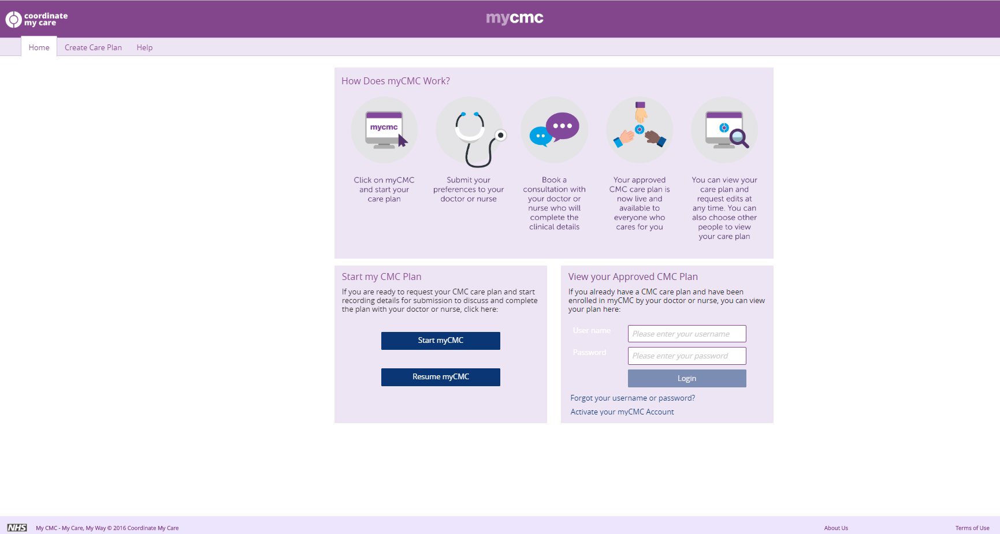 coordinate
my care
mycmc
Home
Create Care Plan
Help
How Does myCMC Work?
mycmc
Click on myCMC
and start your
care plan
Submit your
preferences to your
doctor or nurse
Book a
consultation with
your doctor or
nurse who will
complete the
clinical details
Your approved
CMC care plan is
now live and
available to
everyone who
cares for you
You can view your
care plan and
request edits at
any time. You can
also choose other
people to view
your care plan
Start my CMC Plan
If you are ready to request your CMC care plan and start
recording details for submission to discuss and complete
the plan with your doctor or nurse, click here:
Start myCMC
Resume myCMC
View your Approved CMC Plan
If you already have a CMC care plan and have been
enrolled in myCMC by your doctor or nurse, you can view
your plan here:
User name
Please enter your username
Password
Please enter your password
Login
Forgot your username or password?
Activate your myCMC Account
NHS
My CMC - My Care, My Way © 2016 Coordinate My Care
About Us
Terms of Use